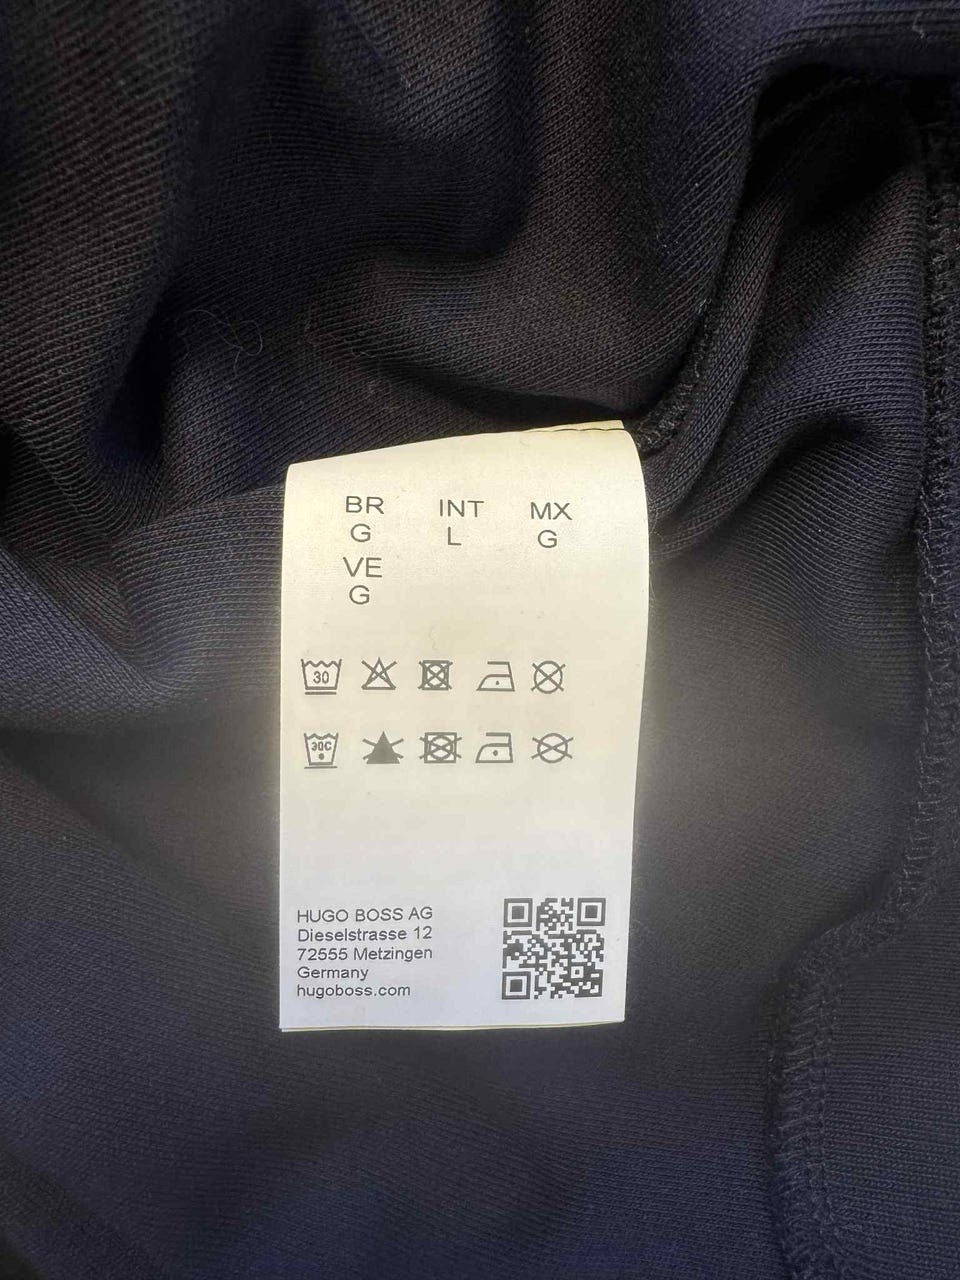 BR INT MX
G L G
VE
G
30
30C
HUGO BOSS AG
Dieselstrasse 12
72555 Metzingen
Germany
hugoboss.com